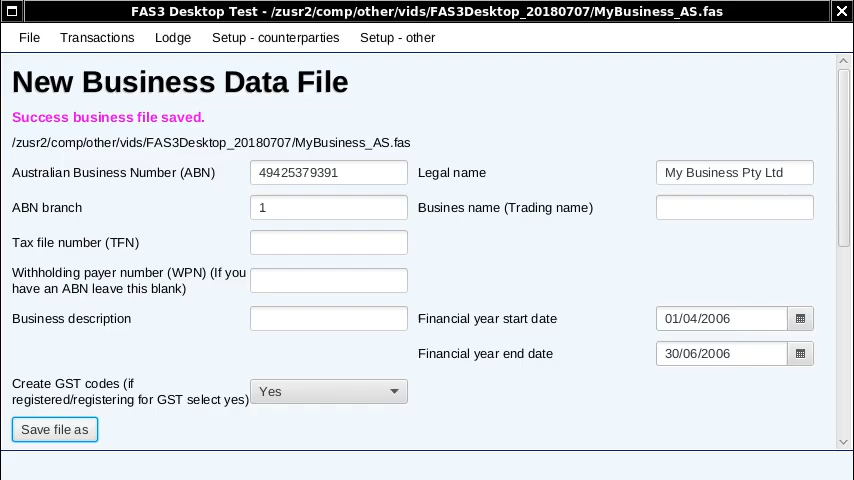 FAS3 Desktop Test - /zusr2/comp/other/vids/FAS3Desktop_20180707/MyBusiness_AS.fas
File Transactions Lodge Setup - counterparties Setup - other
New Business Data File
Success business file saved.
/zusr2/comp/other/vids/FAS3Desktop_20180707/MyBusiness_AS.fas
Australian Business Number (ABN) 49425379391 Legal name My Business Pty Ltd
ABN branch 1 Busines name (Trading name)
Tax file number (TFN)
Withholding payer number (WPN) (If you
have an ABN leave this blank)
Business description Financial year start date 01/04/2006
Financial year end date 30/06/2006
Create GST codes (if
registered/registering for GST select yes) Yes
Save file as